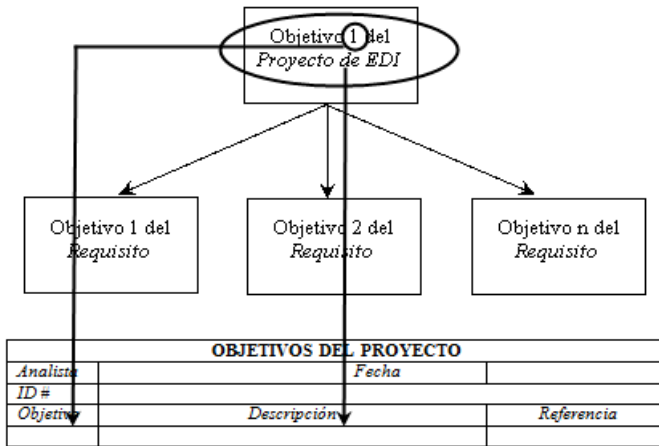 Objetivo 1 del
Proyecto de EDI
Objetivo 1 del
Requisito
Objetivo 2 del
Requisito
Objetivo n del
Requisito
OBJETIVOS DEL PROYECTO
Analista Fecha
ID #
Objetivo Descripción Referencia